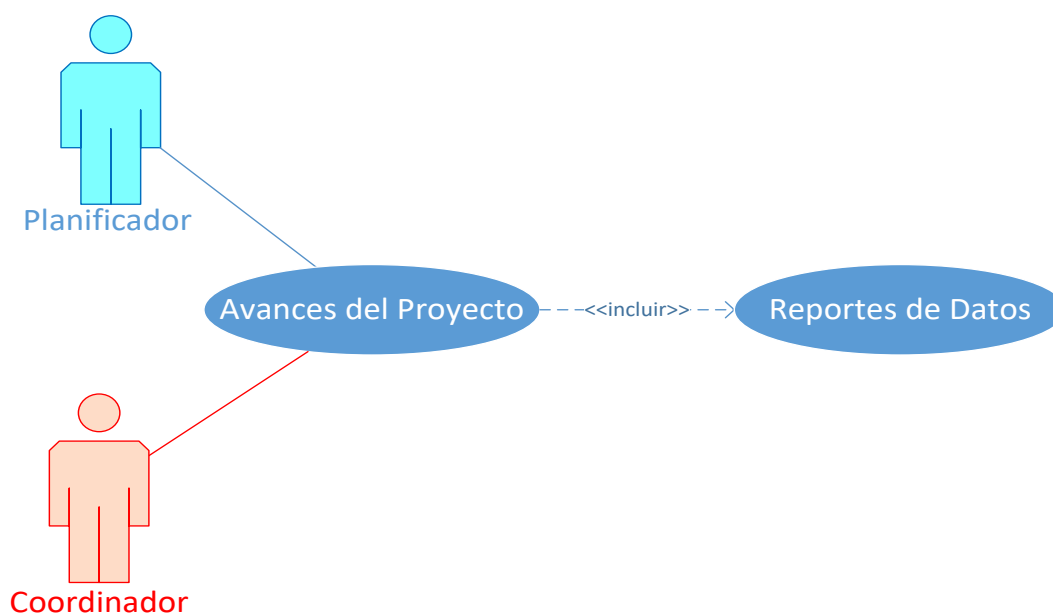 Planificador
Avances del Proyecto
<<incluir>>
Reportes de Datos
Coordinador